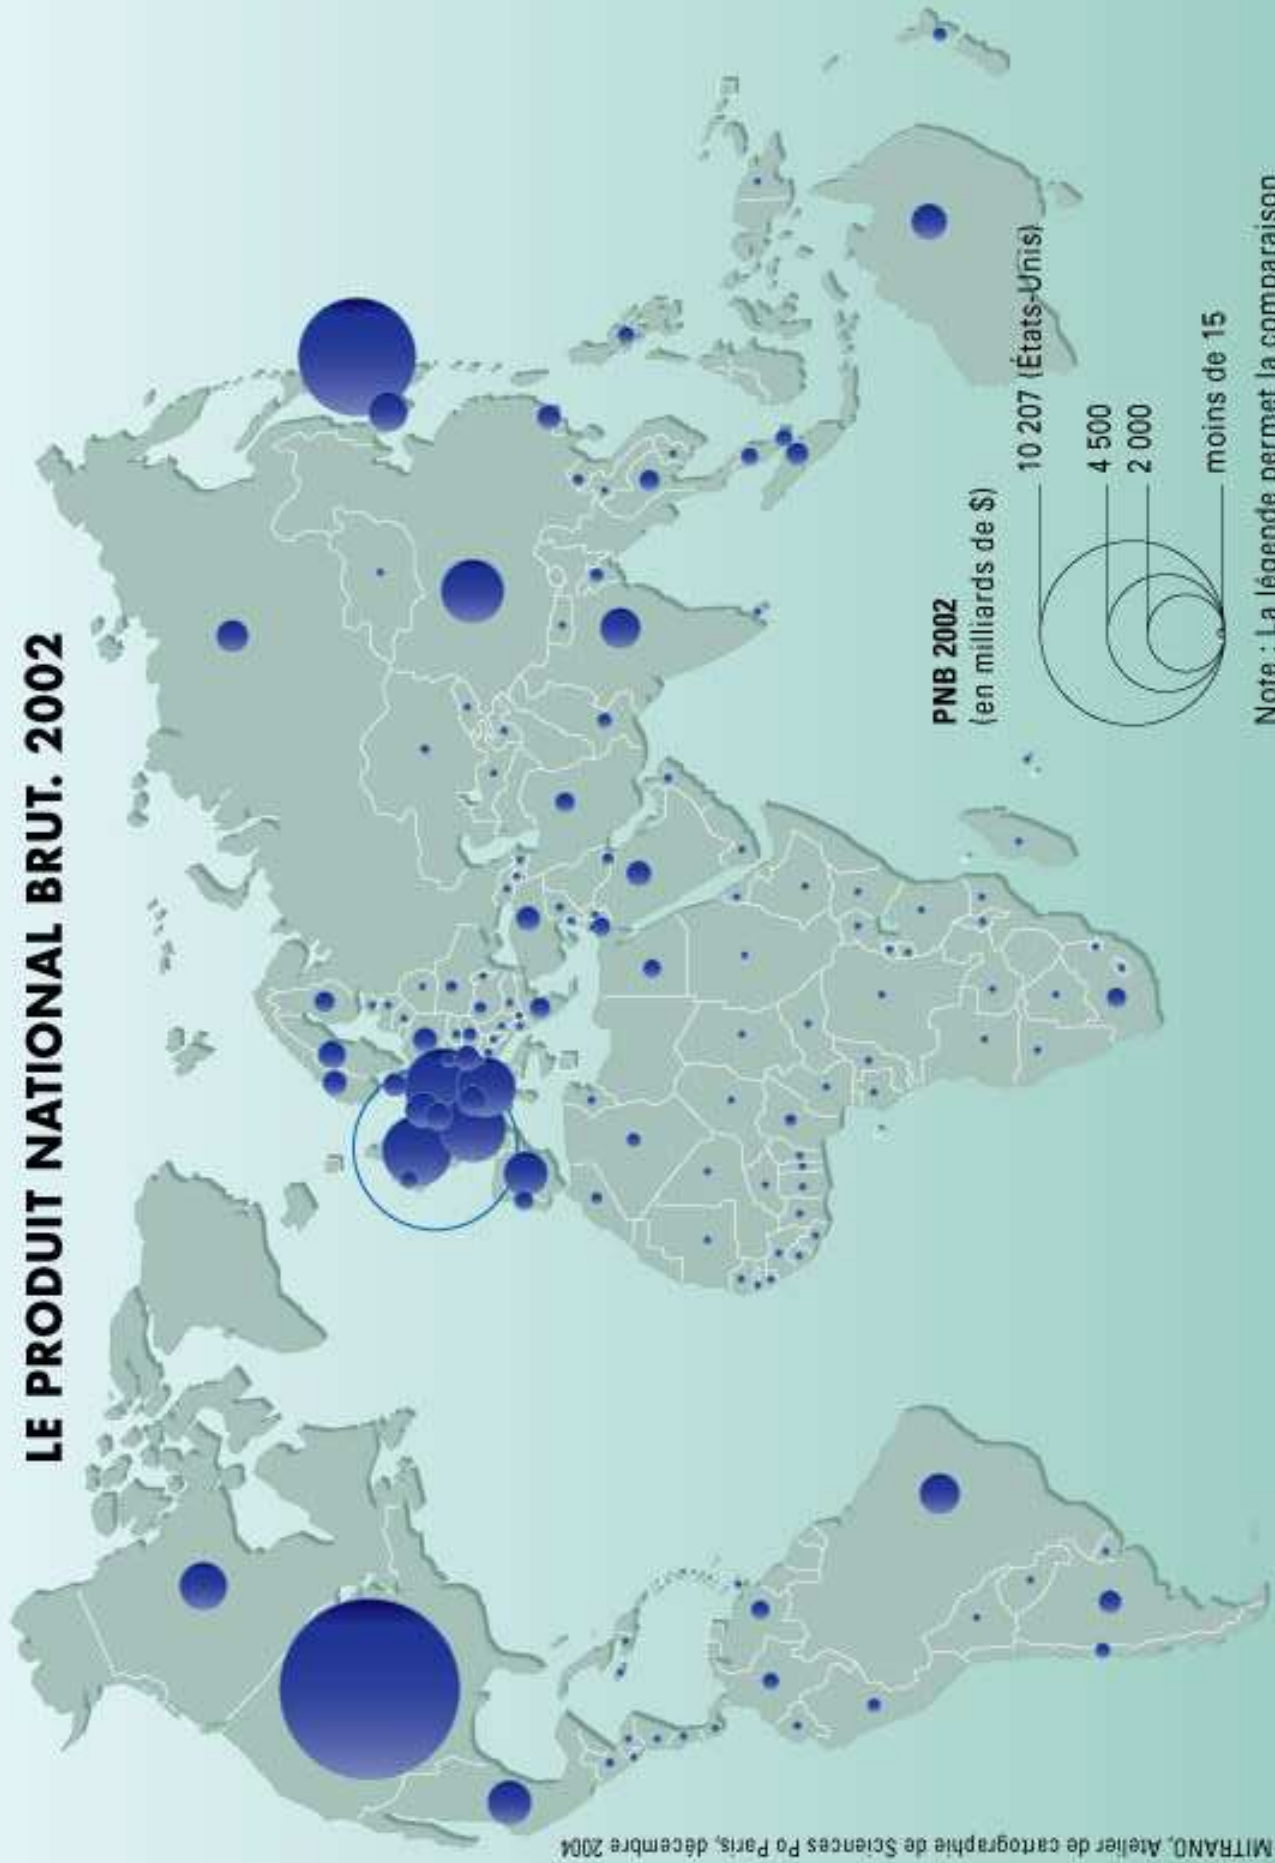 LE PRODUIT NATIONAL BRUT. 2002
PNB 2002
(en milliards de $)
10 207 (États-Unis)
4 500
2 000
moins de 15
Note : La légende permet la comparaison
MITRANO, Atelier de cartographie de Sciences Po Paris, décembre 2004